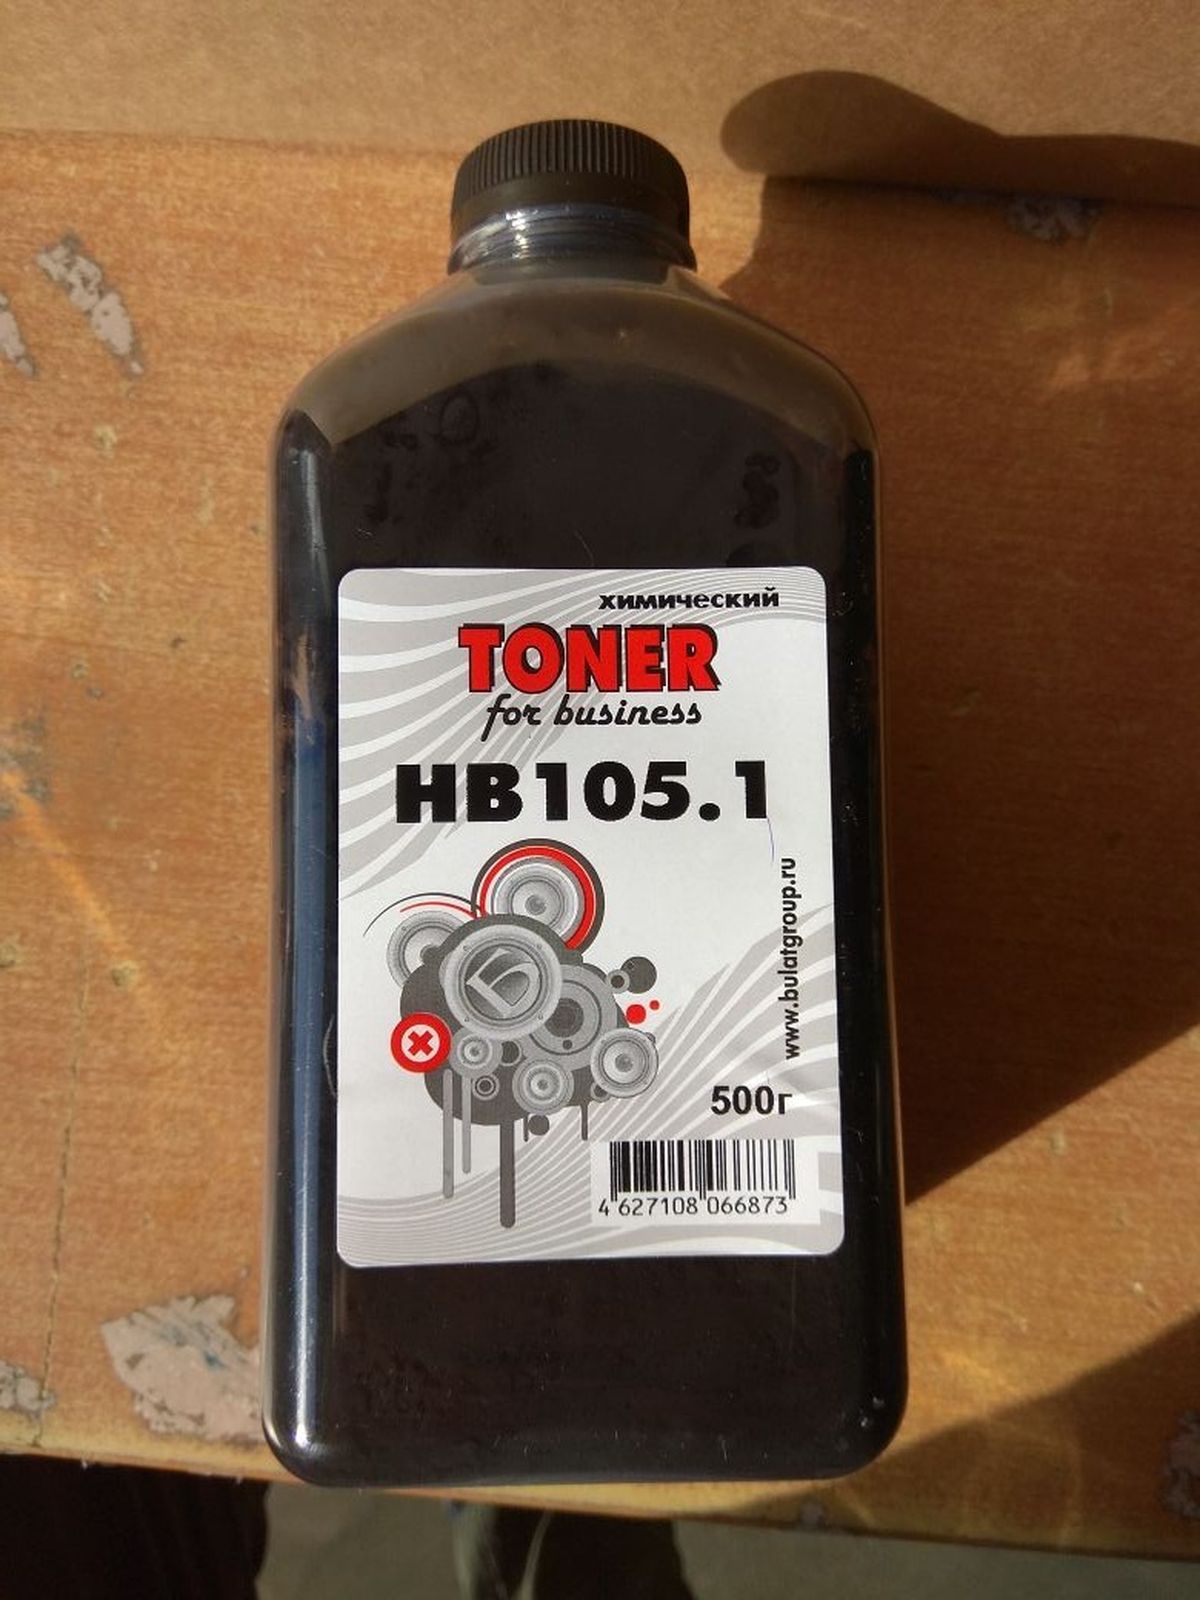 химический
TONER
for business
HB105.1
Б
www.bulatgroup.ru
500г
4 627108 066873